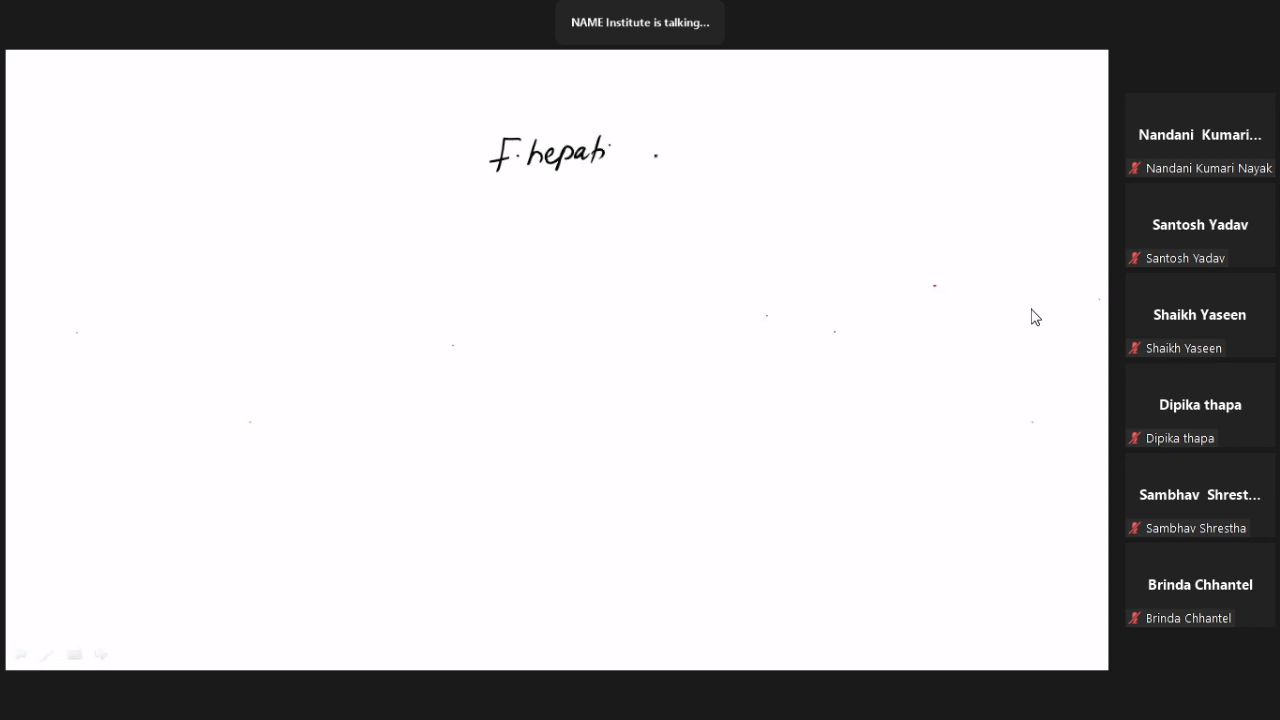 NAME Institute is talking...
F. hepati
Nandani Kumari...
Nandani Kumari Nayak
Santosh Yadav
Santosh Yadav
Shaikh Yaseen
Shaikh Yaseen
Dipika thapa
Dipika thapa
Sambhav Shrest...
Sambhav Shrestha
Brinda Chhantel
Brinda Chhantel